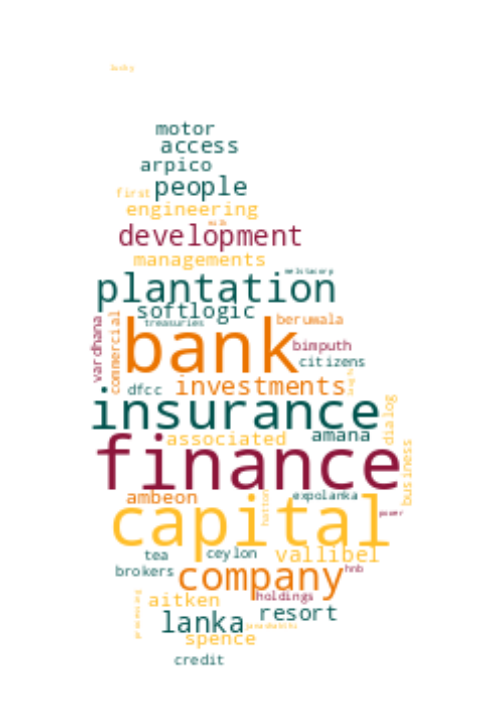 lucky
motor
access
arpico
first people
engineering
milk
development
managements
plantation
softlogic
treasuries
vardhana
commercial
bank
berumala
bimputh
citizens
dfcc
investments
insurance
dialog
associated
amana
finance
business
ambeon
hatton
expolanka
capital
power
tea
ceylon
vallibel
brokers
company
hnb
processing
aitken
holdings
resort
lanka
spence
credit